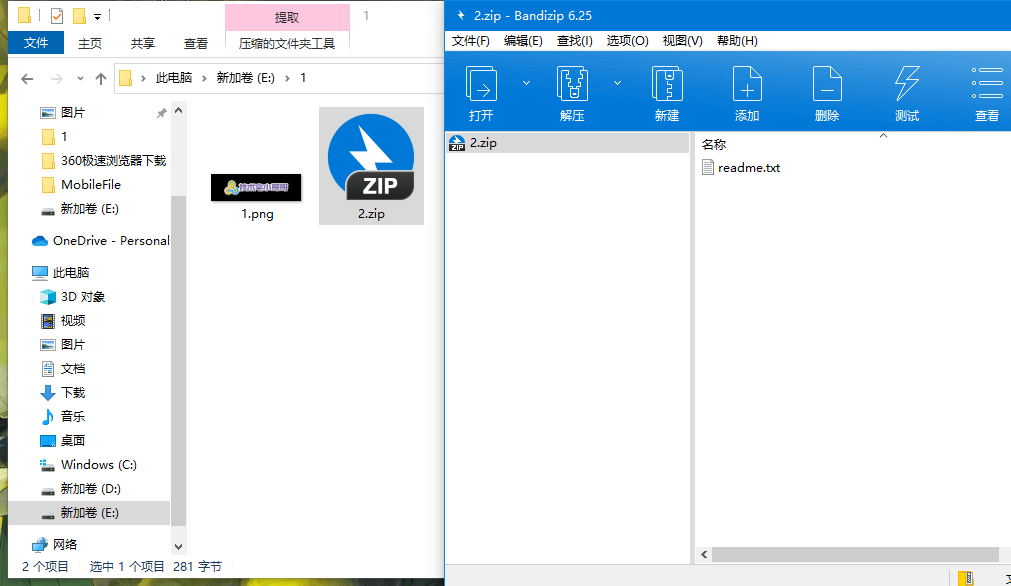 提取
1
文件
主页
共享
查看
压缩的文件夹工具
此电脑
新加卷 (E:)
1
图片
1
360极速浏览器下载
MobileFile
新加卷 (E:)
OneDrive - Personal
此电脑
3D 对象
视频
图片
文档
下载
音乐
桌面
Windows (C:)
新加卷 (D:)
新加卷 (E:)
网络
1.png
ZIP
2.zip
2 个项目
选中 1 个项目 281 字节
2.zip - Bandizip 6.25
文件(F) 编辑(E) 查找(I) 选项(O) 视图(V) 帮助(H)
打开
解压
新建
添加
删除
测试
查看
ZIP
2.zip
名称
readme.txt